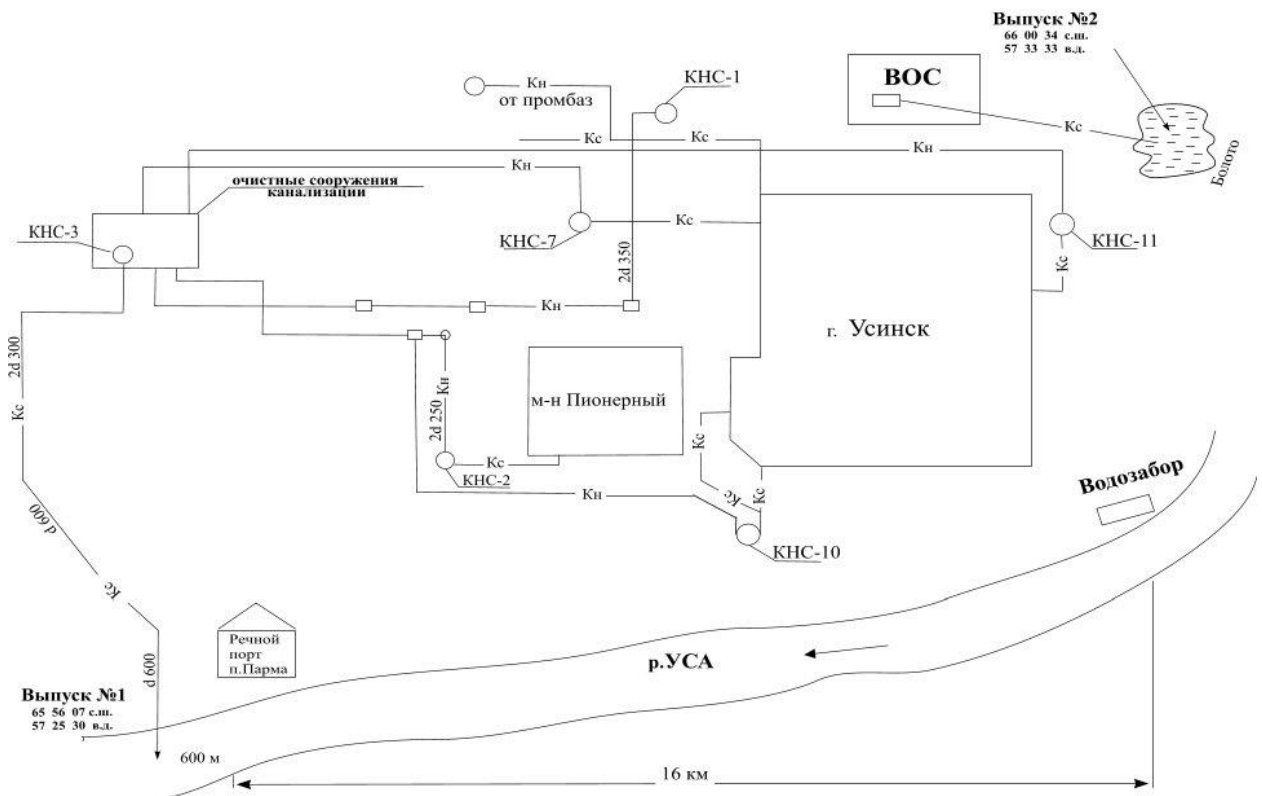 Выпуск №2
66 00 34 с.ш.
57 33 33 в.д.
ВОС
КНС-1
Кн
от промбаз
Кс
Кс
Кс
Кн
Кн
Болото
очистные сооружения
канализации
КНС-3
КНС-7
Кс
КНС-11
2d 350
Кс
Кн
г. Усинск
2d 300
Кс
Кн
2d 250
м-н Пионерный
Кс
КНС-2
Кн
Кс
Кс
Кс
КНС-10
Водозабор
d 600
Кс
Речной
порт
п.Парма
d 600
р.УСА
Выпуск №1
65 56 07 с.ш.
57 25 30 в.д.
600 м
16 км